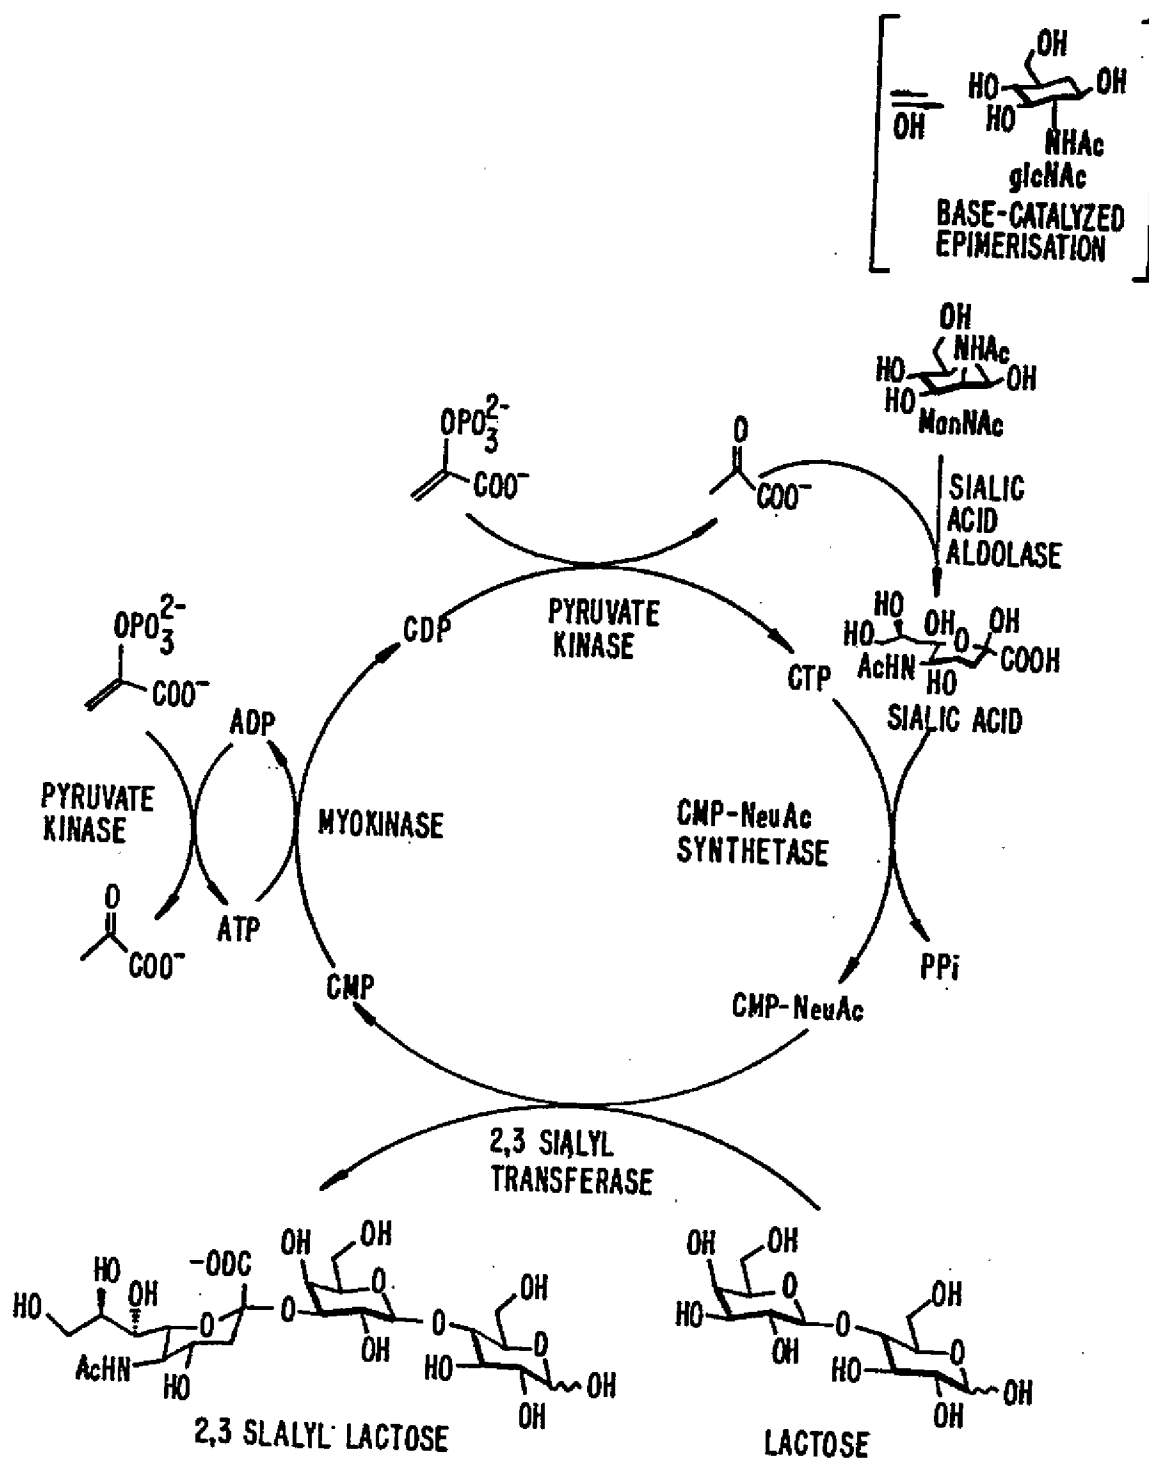 OH
HO
OH
HO
OH
NHAc
glcNAc
BASE-CATALYZED
EPIMERISATION
OH
NHAc
HO
OH
HO
ManNAc
OPO3^2-
COO-
O
COO-
SIALIC
ACID
ALDOLASE
PYRUVATE
KINASE
CDP
CTP
HO
OH
O
OH
HO
AcHN
HO
COOH
SIALIC ACID
OPO3^2-
COO-
ADP
PYRUVATE
KINASE
MYOKINASE
CMP-NeuAc
SYNTHETASE
O
COO-
ATP
CMP
PPi
CMP-NeuAc
2,3 SIALYL
TRANSFERASE
HO
HO
OH
-ODC
O
AcHN
HO
O
OH
OH
O
OH
O
OH
O
HO
OH
OH
2,3 SLALYL LACTOSE
OH
OH
O
HO
OH
O
OH
O
HO
OH
OH
LACTOSE